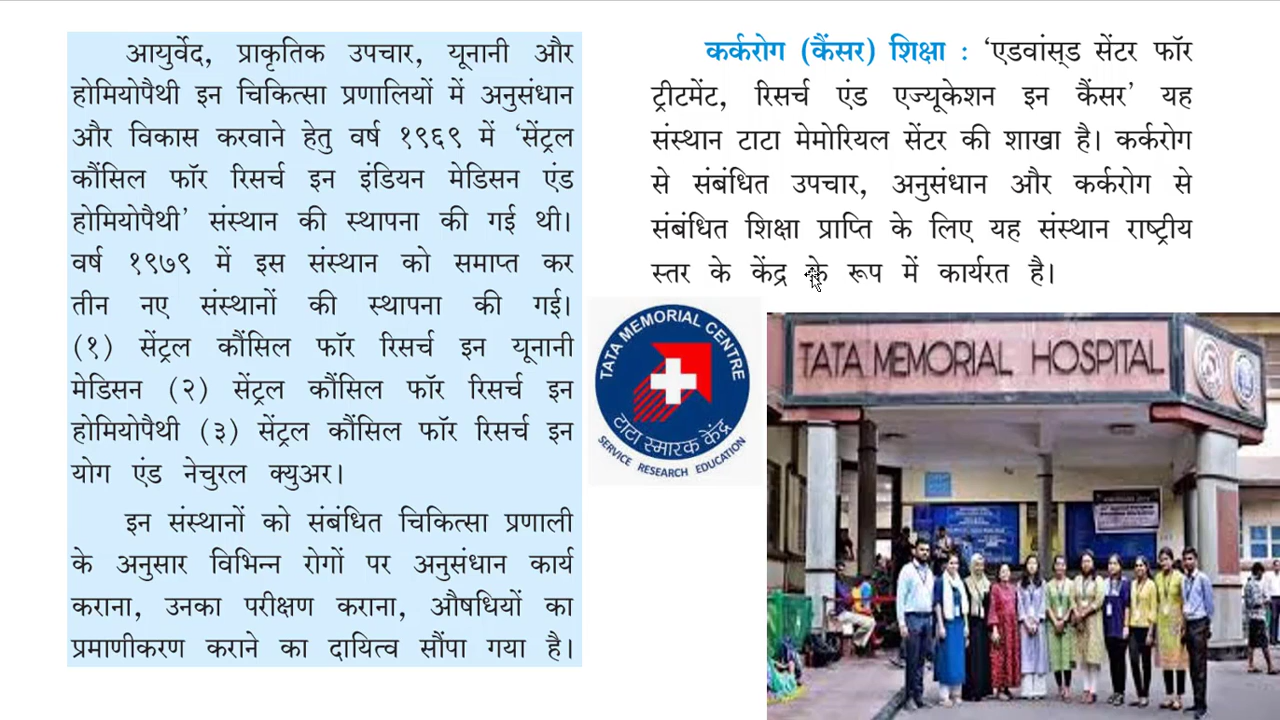 आयुर्वेद, प्राकृतिक उपचार, यूनानी और
होमियोपैथी इन चिकित्सा प्रणालियों में अनुसंधान
और विकास करवाने हेतु वर्ष १९६९ में ‘सेंट्रल
कौंसिल फॉर रिसर्च इन इंडियन मेडिसन एंड
होमियोपैथी’ संस्थान की स्थापना की गई थी।
वर्ष १९७९ में इस संस्थान को समाप्त कर
तीन नए संस्थानों की स्थापना की गई।
(१) सेंट्रल कौंसिल फॉर रिसर्च इन यूनानी
मेडिसन (२) सेंट्रल कौंसिल फॉर रिसर्च इन
होमियोपैथी (३) सेंट्रल कौंसिल फॉर रिसर्च इन
योग एंड नेचुरल क्युअर।
इन संस्थानों को संबंधित चिकित्सा प्रणाली
के अनुसार विभिन्न रोगों पर अनुसंधान कार्य
कराना, उनका परीक्षण कराना, औषधियों का
प्रमाणीकरण कराने का दायित्व सौंपा गया है।
कर्करोग (कैंसर) शिक्षा : ‘एडवांस्‌ड सेंटर फॉर
ट्रीटमेंट, रिसर्च एंड एज्यूकेशन इन कैंसर’ यह
संस्थान टाटा मेमोरियल सेंटर की शाखा है। कर्करोग
से संबंधित उपचार, अनुसंधान और कर्करोग से
संबंधित शिक्षा प्राप्ति के लिए यह संस्थान राष्ट्रीय
स्तर के केंद्र के रूप में कार्यरत है।
TATA MEMORIAL CENTRE
टाटा स्मारक केंद्र
SERVICE RESEARCH EDUCATION
TATA MEMORIAL HOSPITAL